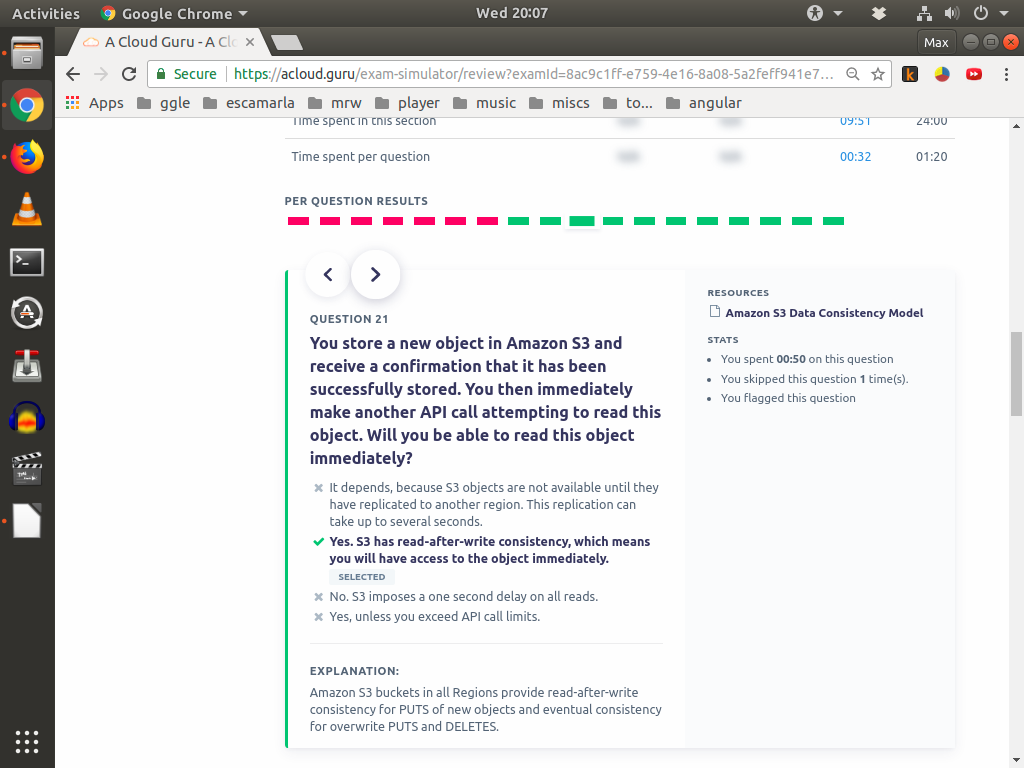 Activities Google Chrome Wed 20:07
A Cloud Guru - A Clo Max
Secure https://acloud.guru/exam-simulator/review?examId=8ac9c1ff-e759-4e16-8a08-5a2feff941e7...
Apps ggle escamarla mrw player music miscs to... angular
Time spent in this section 09:51 24:00
Time spent per question 00:32 01:20
PER QUESTION RESULTS
QUESTION 21
You store a new object in Amazon S3 and
receive a confirmation that it has been
successfully stored. You then immediately
make another API call attempting to read this
object. Will you be able to read this object
immediately?
It depends, because S3 objects are not available until they
have replicated to another region. This replication can
take up to several seconds.
Yes. S3 has read-after-write consistency, which means
you will have access to the object immediately.
SELECTED
No. S3 imposes a one second delay on all reads.
Yes, unless you exceed API call limits.
EXPLANATION:
Amazon S3 buckets in all Regions provide read-after-write
consistency for PUTS of new objects and eventual consistency
for overwrite PUTS and DELETES.
RESOURCES
Amazon S3 Data Consistency Model
STATS
You spent 00:50 on this question
You skipped this question 1 time(s).
You flagged this question